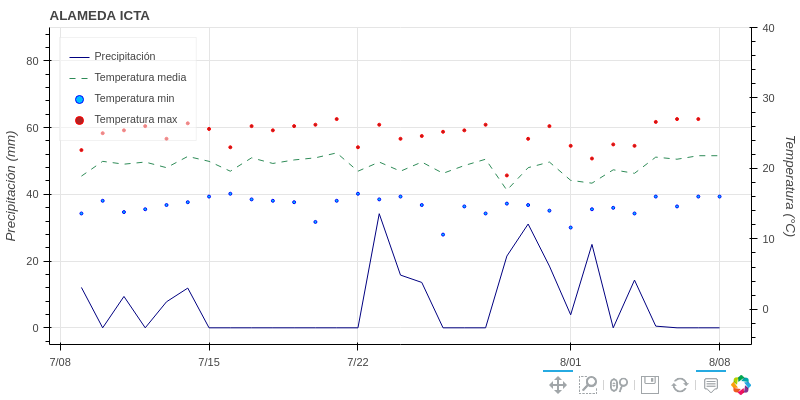 ALAMEDA ICTA
Precipitación
Temperatura media
Temperatura min
Temperatura max
Precipitación (mm)
80
60
40
20
0
Temperatura (°C)
40
30
20
10
0
7/08 7/15 7/22 8/01 8/08